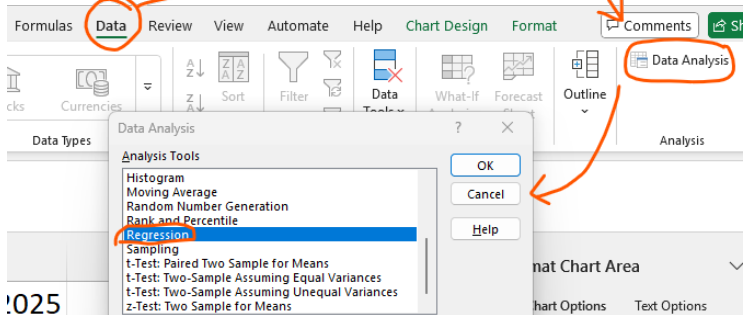 Formulas Data Review View Automate Help Chart Design Format Comments
Data Analysis
Currencies Sort Filter Data What-If Forecast Outline
Data Types Analysis
Data Analysis ?
Analysis Tools
OK
Histogram
Moving Average
Cancel
Random Number Generation
Rank and Percentile
Regression
Help
Sampling
t-Test: Paired Two Sample for Means
t-Test: Two-Sample Assuming Equal Variances
t-Test: Two-Sample Assuming Unequal Variances
z-Test: Two Sample for Means
mat Chart Area
2025
hart Options Text Options